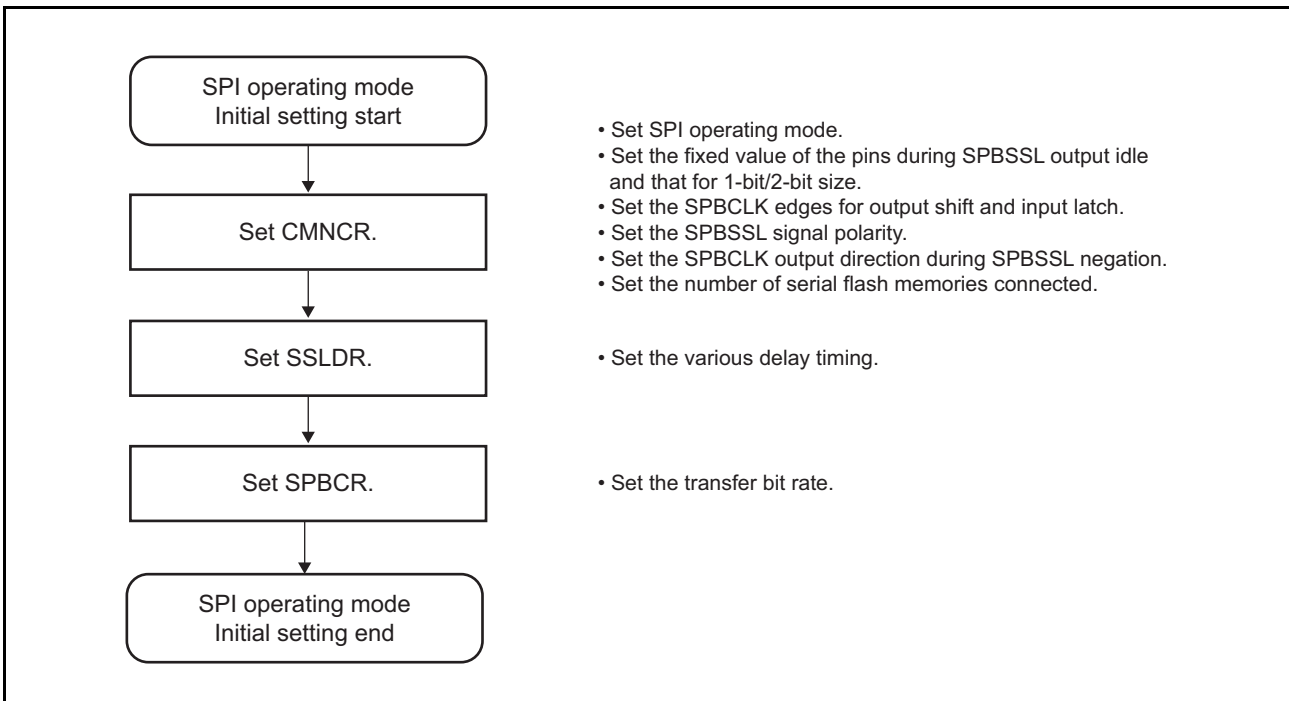 SPI operating mode
Initial setting start
• Set SPI operating mode.
• Set the fixed value of the pins during SPBSSL output idle
and that for 1-bit/2-bit size.
• Set the SPBCLK edges for output shift and input latch.
• Set the SPBSSL signal polarity.
• Set the SPBCLK output direction during SPBSSL negation.
• Set the number of serial flash memories connected.
Set CMNCR.
Set SSLDR.
• Set the various delay timing.
Set SPBCR.
• Set the transfer bit rate.
SPI operating mode
Initial setting end